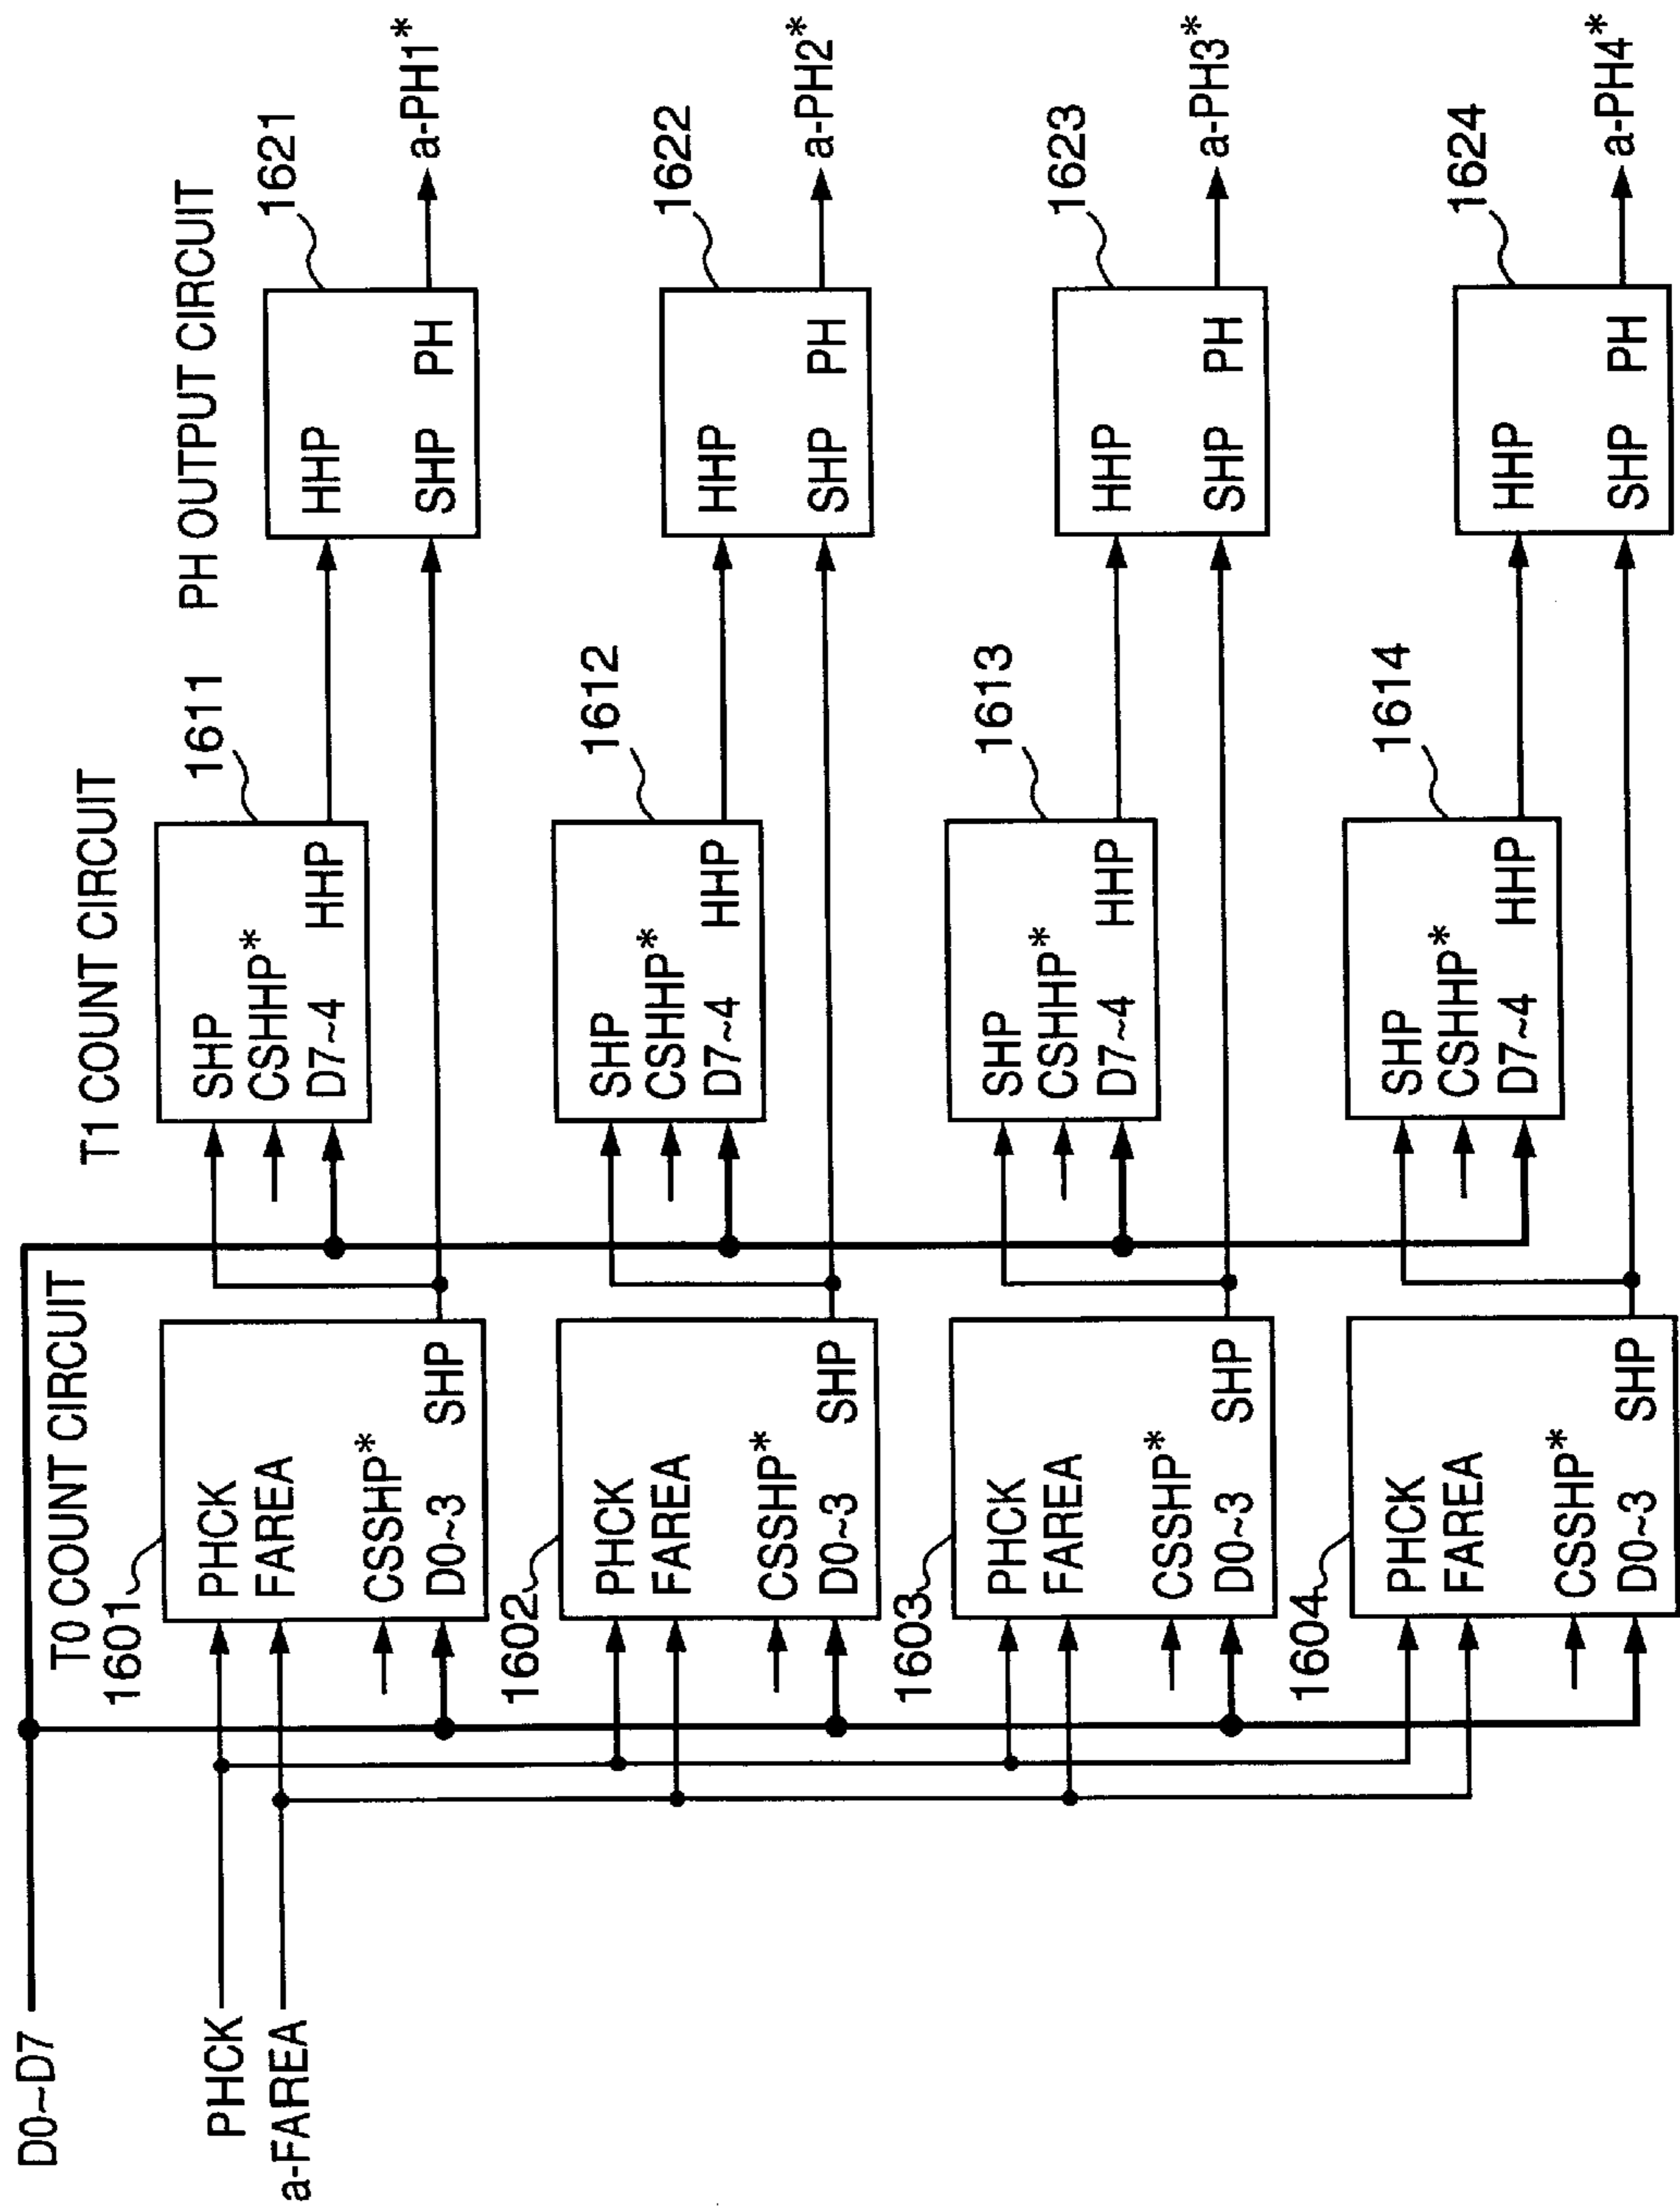 D0~D7
PHCK
a-FAREA
T0 COUNT CIRCUIT
1601
PHCK
FAREA
CSSHP*
D0~3 SHP
1602
PHCK
FAREA
CSSHP*
D0~3 SHP
1603
PHCK
FAREA
CSSHP*
D0~3 SHP
1604
PHCK
FAREA
CSSHP*
D0~3 SHP
T1 COUNT CIRCUIT
1611
SHP
CSHHP*
D7~4 HHP
1612
SHP
CSHHP*
D7~4 HHP
1613
SHP
CSHHP*
D7~4 HHP
1614
SHP
CSHHP*
D7~4 HHP
PH OUTPUT CIRCUIT
1621
HHP
SHP PH
a-PH1*
1622
HHP
SHP PH
a-PH2*
1623
HHP
SHP PH
a-PH3*
1624
HHP
SHP PH
a-PH4*